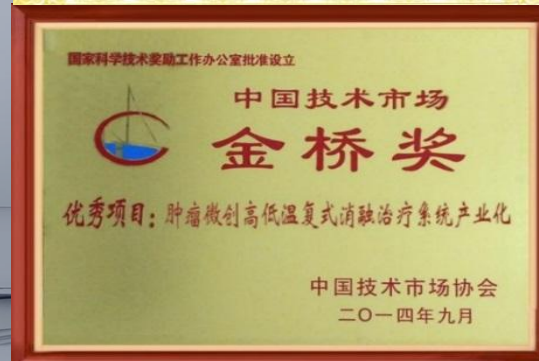 国家科学技术奖励工作办公室批准设立
中国技术市场
金桥奖
优秀项目：肿瘤微创高低温复式消融治疗系统产业化
中国技术市场协会
二〇一四年九月